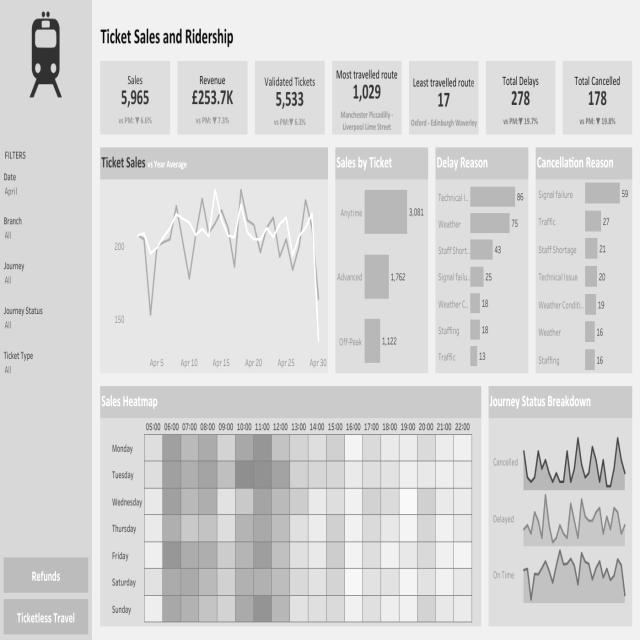 Ticket Sales and Ridership
Sales
5,965
vs PM:▼ 6.6%
Revenue
£253.7K
vs PM:▼ 7.3%
Validated Tickets
5,533
vs PM:▼ 6.3%
Most travelled route
1,029
Manchester Piccadilly -
Liverpool Lime Street
Least travelled route
17
Oxford - Edinburgh Waverley
Total Delays
278
vs PM:▼ 19.7%
Total Cancelled
178
vs PM:▼ 19.8%
FILTERS
Date
April
Branch
All
Journey
All
Journey Status
All
Ticket Type
All
Refunds
Ticketless Travel
Ticket Sales vs Year Average
200
150
Apr 5 Apr 10 Apr 15 Apr 20 Apr 25 Apr 30
Sales by Ticket
Anytime 3,081
Advanced 1,762
Off-Peak 1,122
Delay Reason
Technical I.. 86
Weather 75
Staff Short.. 43
Signal failu.. 25
Weather C.. 18
Staffing 18
Traffic 13
Cancellation Reason
Signal failure 59
Traffic 27
Staff Shortage 21
Technical Issue 20
Weather Conditi.. 19
Weather 16
Staffing 16
Sales Heatmap
05:00 06:00 07:00 08:00 09:00 10:00 11:00 12:00 13:00 14:00 15:00 16:00 17:00 18:00 19:00 20:00 21:00 22:00
Monday
Tuesday
Wednesday
Thursday
Friday
Saturday
Sunday
Journey Status Breakdown
Cancelled
Delayed
On Time